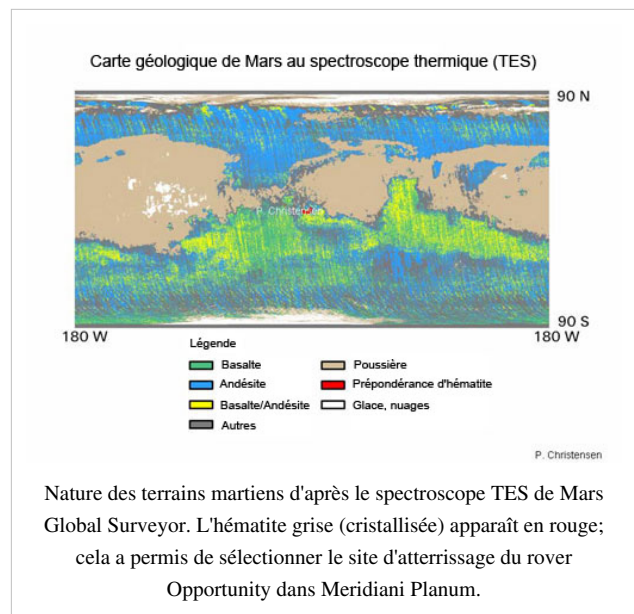 Carte géologique de Mars au spectroscope thermique (TES)
90 N
P. Christensen
90 S
180 W
180 W
Légende
Basalte
Poussière
Andésite
Prépondérance d'hématite
Basalte/Andésite
Glace, nuages
Autres
P. Christensen
Nature des terrains martiens d'après le spectroscope TES de Mars
Global Surveyor. L'hématite grise (cristallisée) apparaît en rouge;
cela a permis de sélectionner le site d'atterrissage du rover
Opportunity dans Meridiani Planum.